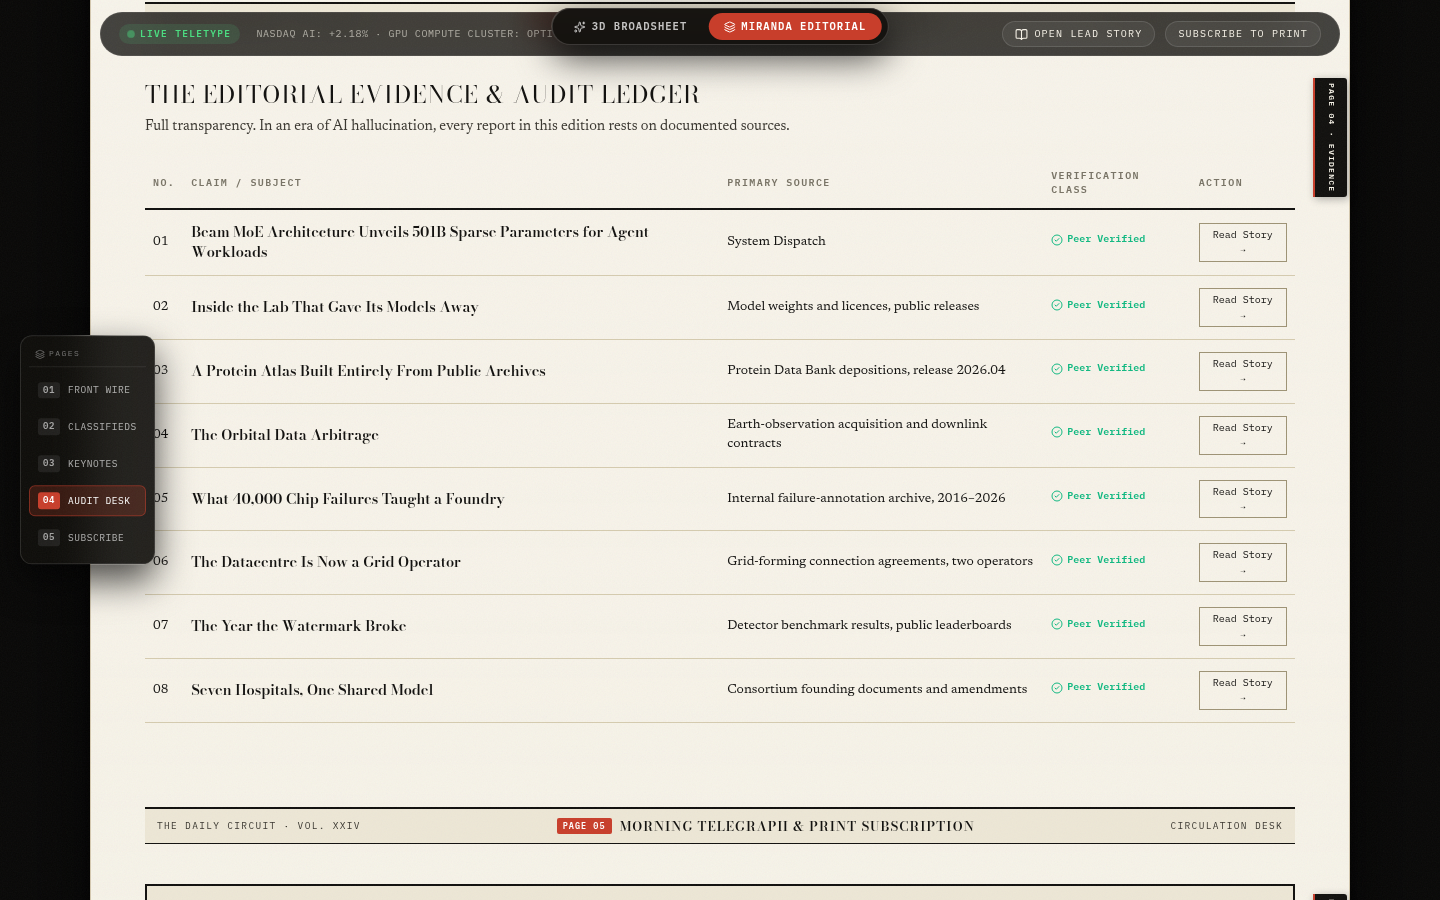 LIVE TELETYPE
NASDAQ AI: +2.18% · GPU COMPUTE CLUSTER: OPTI
3D BROADSHEET
MIRANDA EDITORIAL
OPEN LEAD STORY
SUBSCRIBE TO PRINT
THE EDITORIAL EVIDENCE & AUDIT LEDGER
Full transparency. In an era of AI hallucination, every report in this edition rests on documented sources.
PAGE 04 · EVIDENCE
NO.
CLAIM / SUBJECT
PRIMARY SOURCE
VERIFICATION
CLASS
ACTION
01
Beam MoE Architecture Unveils 501B Sparse Parameters for Agent
Workloads
System Dispatch
Peer Verified
Read Story
→
02
Inside the Lab That Gave Its Models Away
Model weights and licences, public releases
Peer Verified
Read Story
→
03
A Protein Atlas Built Entirely From Public Archives
Protein Data Bank depositions, release 2026.04
Peer Verified
Read Story
→
04
The Orbital Data Arbitrage
Earth-observation acquisition and downlink
contracts
Peer Verified
Read Story
→
05
What 40,000 Chip Failures Taught a Foundry
Internal failure-annotation archive, 2016–2026
Peer Verified
Read Story
→
06
The Datacentre Is Now a Grid Operator
Grid-forming connection agreements, two operators
Peer Verified
Read Story
→
07
The Year the Watermark Broke
Detector benchmark results, public leaderboards
Peer Verified
Read Story
→
08
Seven Hospitals, One Shared Model
Consortium founding documents and amendments
Peer Verified
Read Story
→
PAGES
01 FRONT WIRE
02 CLASSIFIEDS
03 KEYNOTES
04 AUDIT DESK
05 SUBSCRIBE
THE DAILY CIRCUIT · VOL. XXIV
PAGE 05
MORNING TELEGRAPH & PRINT SUBSCRIPTION
CIRCULATION DESK